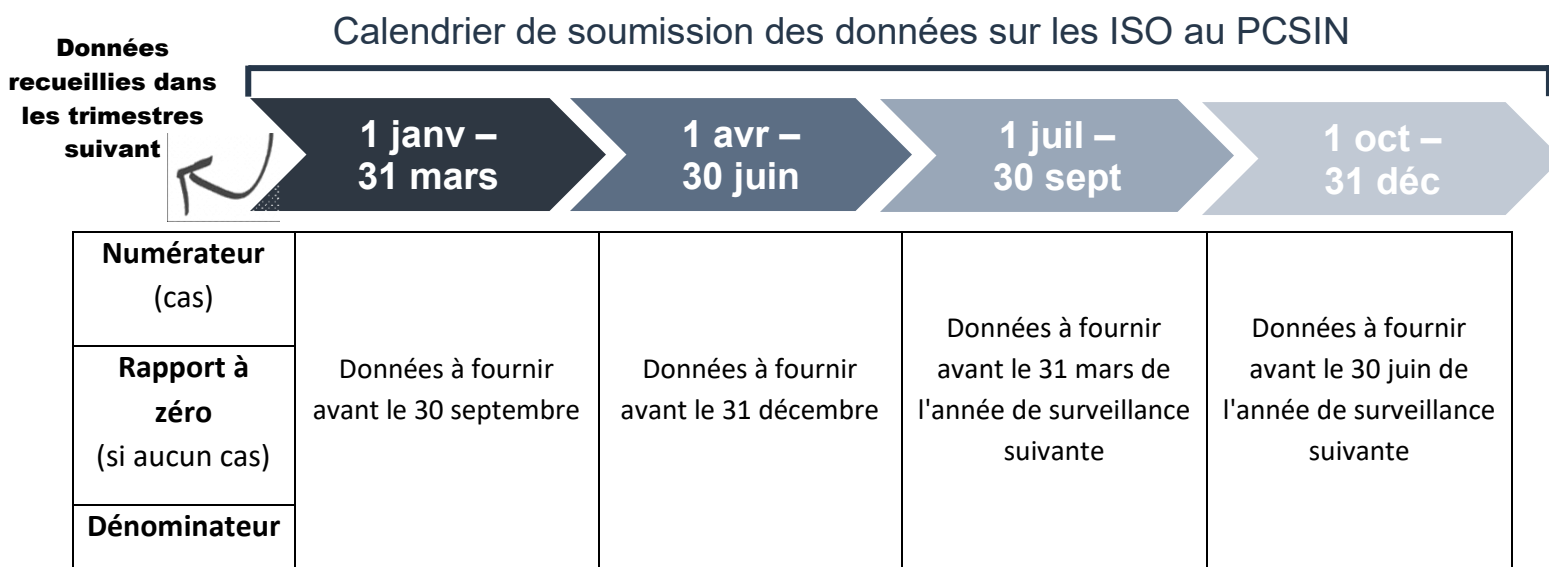 Calendrier de soumission des données sur les ISO au PCSIN
Données
recueillies dans
les trimestres
suivant
1 janv –
31 mars
1 avr –
30 juin
1 juil –
30 sept
1 oct –
31 déc
Numérateur
(cas)
Rapport à
zéro
(si aucun cas)
Dénominateur
Données à fournir
avant le 30 septembre
Données à fournir
avant le 31 décembre
Données à fournir
avant le 31 mars de
l'année de surveillance
suivante
Données à fournir
avant le 30 juin de
l'année de surveillance
suivante